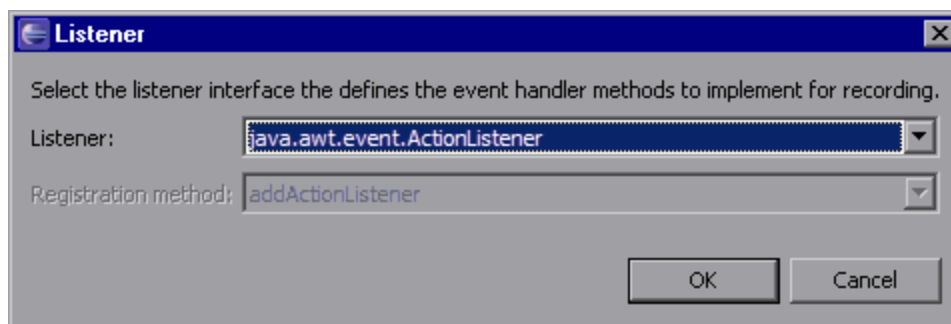 Listener
Select the listener interface the defines the event handler methods to implement for recording.
Listener: java.awt.event.ActionListener
Registration method: addActionListener
OK Cancel